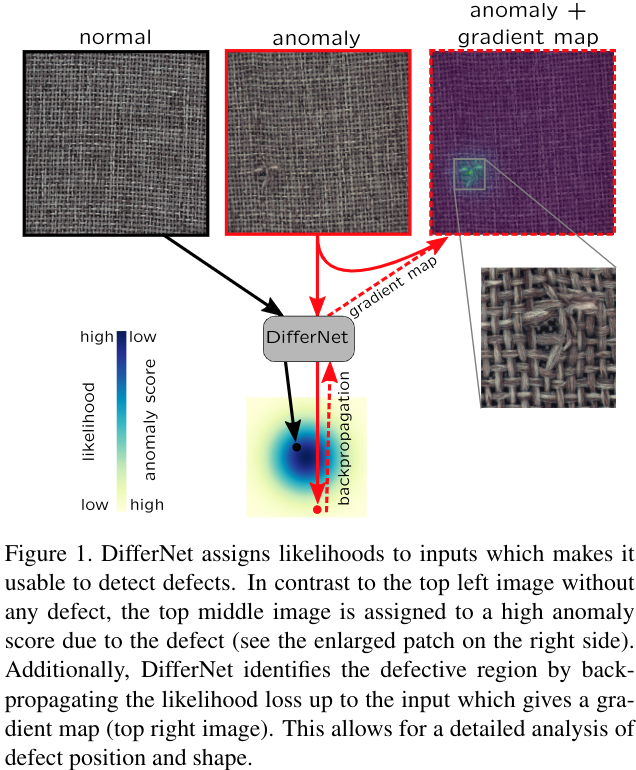 normal
anomaly
anomaly +
gradient map
gradient map
DifferNet
high
low
likelihood
anomaly score
low
high
backpropagation
Figure 1. DifferNet assigns likelihoods to inputs which makes it
usable to detect defects. In contrast to the top left image without
any defect, the top middle image is assigned to a high anomaly
score due to the defect (see the enlarged patch on the right side).
Additionally, DifferNet identifies the defective region by back-
propagating the likelihood loss up to the input which gives a gra-
dient map (top right image). This allows for a detailed analysis of
defect position and shape.